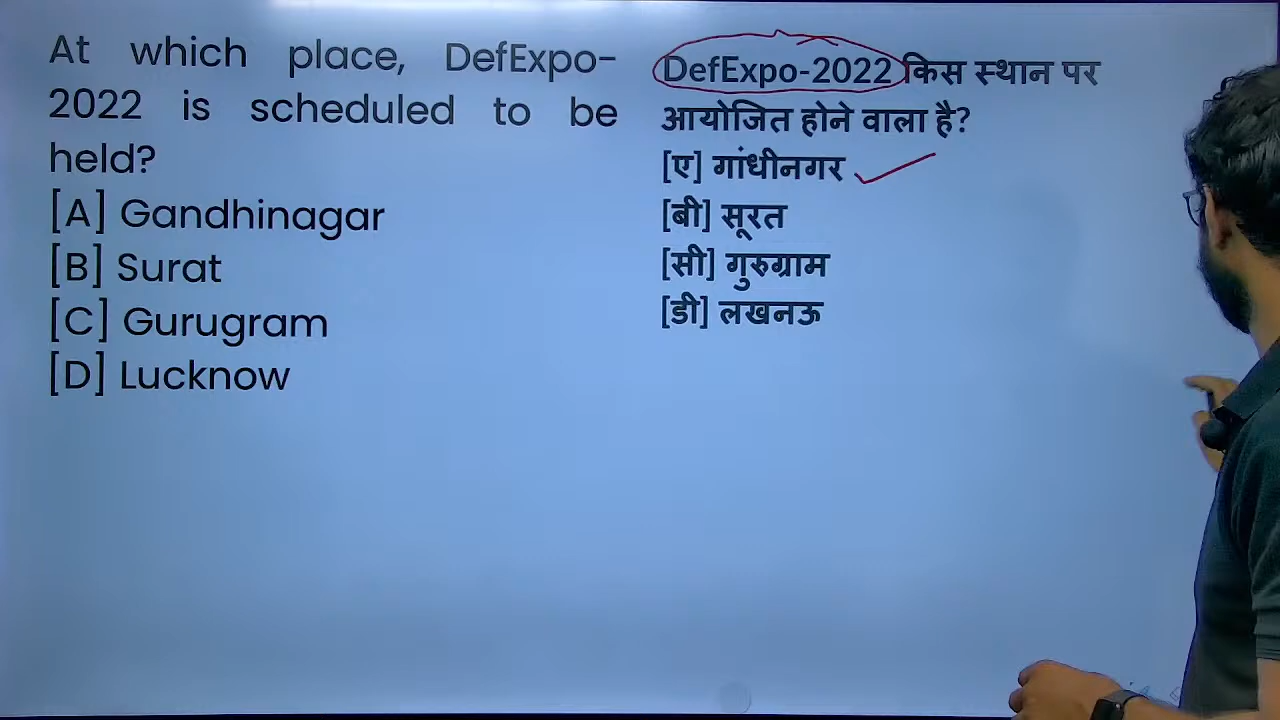 At which place, DefExpo-
2022 is scheduled to be
held?
[A] Gandhinagar
[B] Surat
[C] Gurugram
[D] Lucknow
DefExpo-2022 किस स्थान पर
आयोजित होने वाला है?
[ए] गांधीनगर
[बी] सूरत
[सी] गुरुग्राम
[डी] लखनऊ